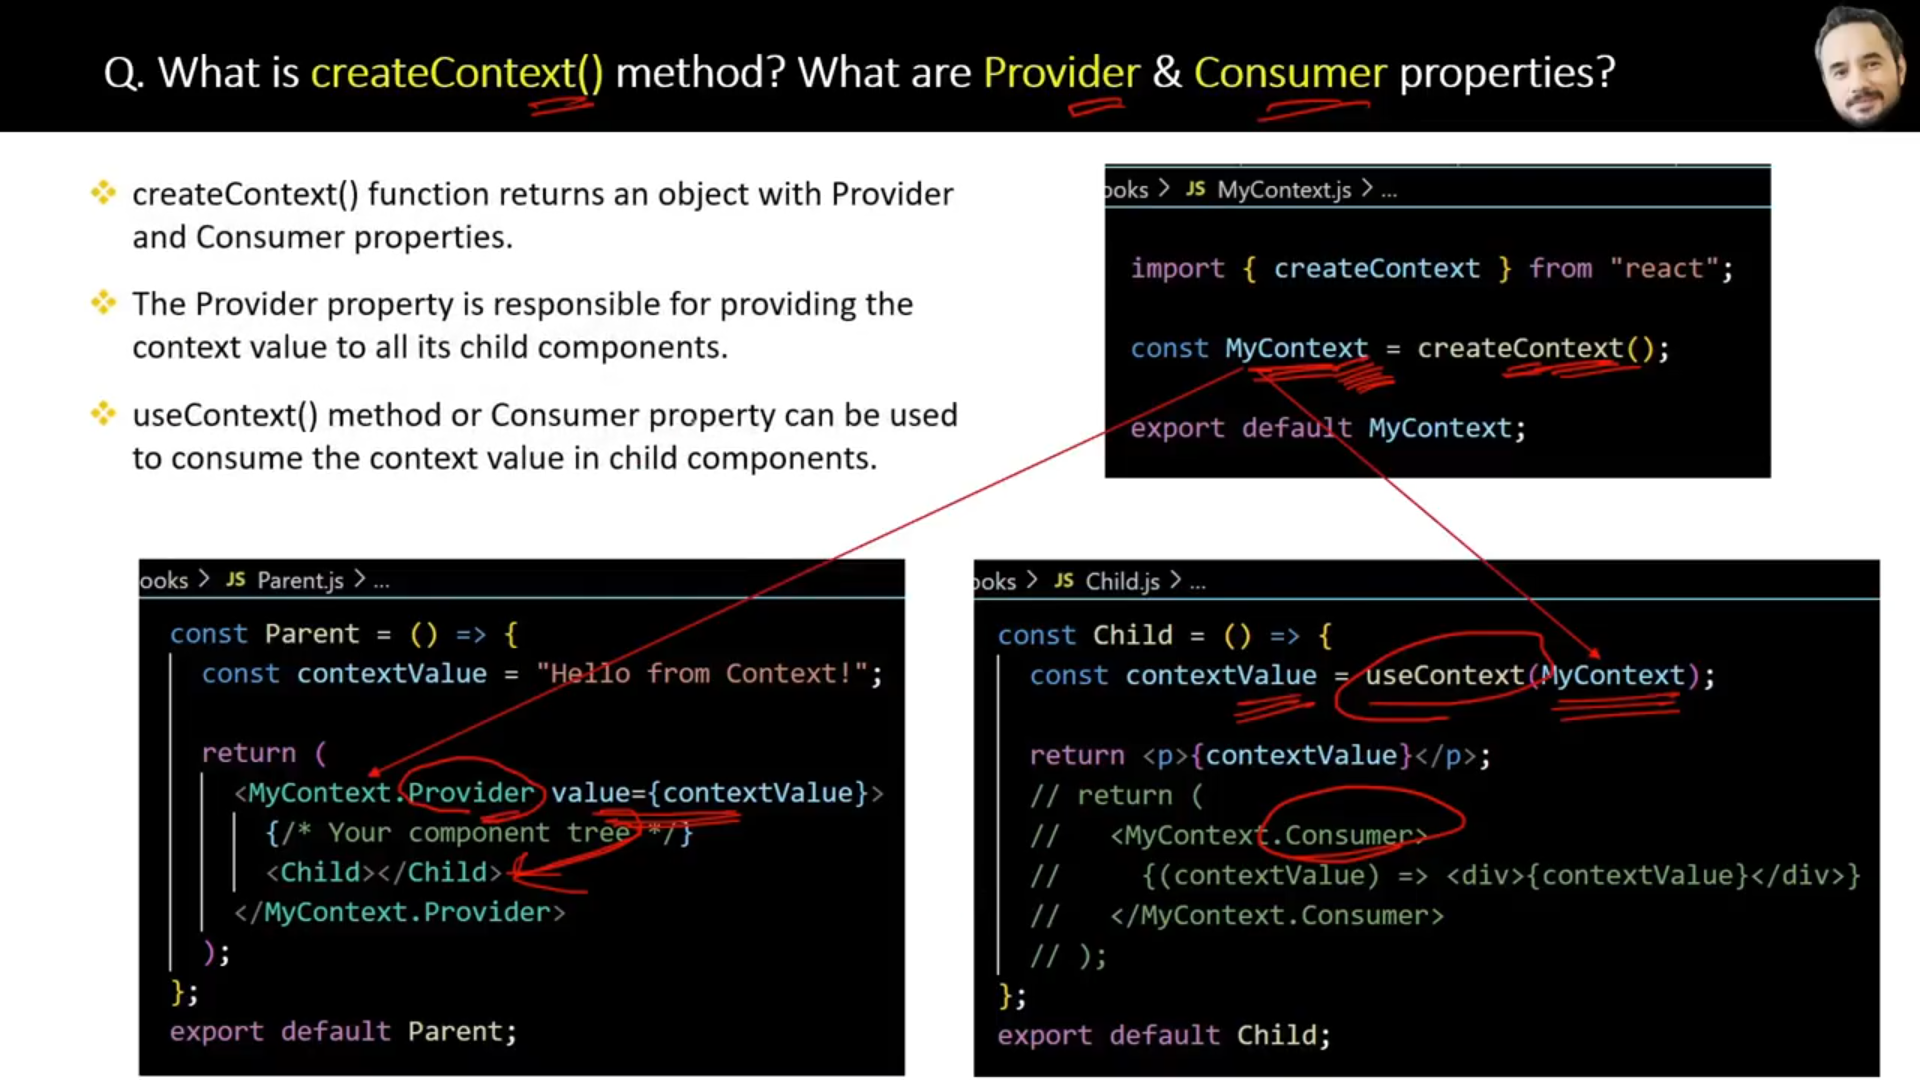 Q. What is createContext() method? What are Provider & Consumer properties?
createContext() function returns an object with Provider
and Consumer properties.
The Provider property is responsible for providing the
context value to all its child components.
useContext() method or Consumer property can be used
to consume the context value in child components.
ooks > JS MyContext.js > ...
import { createContext } from "react";
const MyContext = createContext();
export default MyContext;
ooks > JS Parent.js > ...
const Parent = () => {
const contextValue = "Hello from Context!";
return (
<MyContext.Provider value={contextValue}>
{/* Your component tree */}
<Child></Child>
</MyContext.Provider>
);
};
export default Parent;
ooks > JS Child.js > ...
const Child = () => {
const contextValue = useContext(MyContext);
return <p>{contextValue}</p>;
// return (
// <MyContext.Consumer>
// {(contextValue) => <div>{contextValue}</div>}
// </MyContext.Consumer>
// );
};
export default Child;